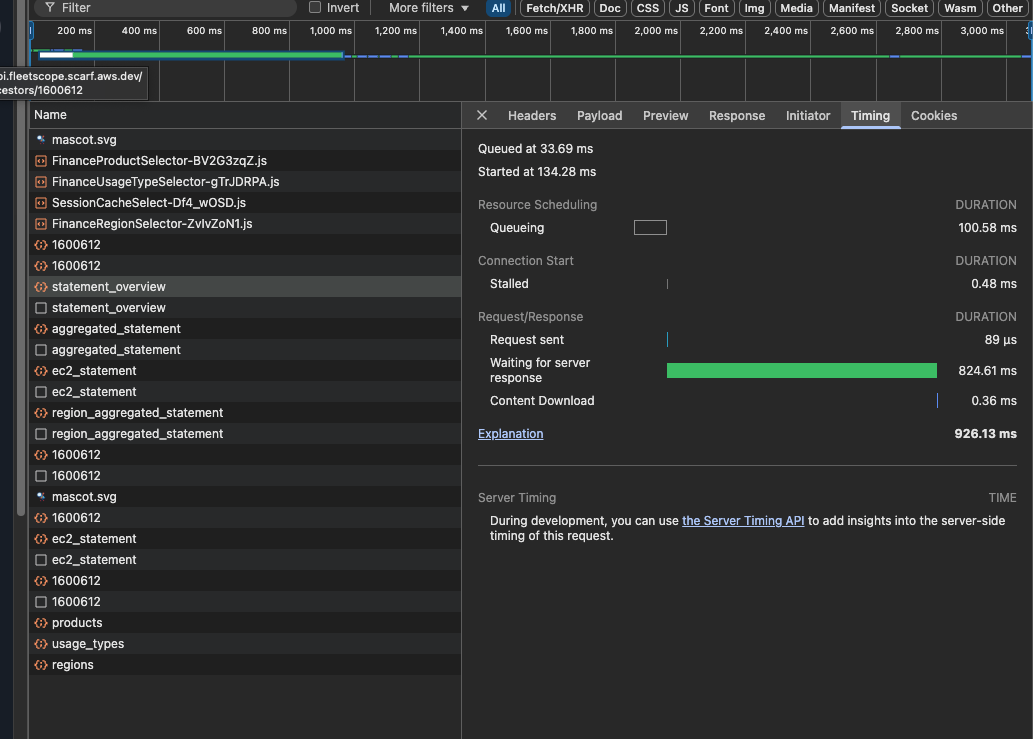 Filter
Invert
More filters
All
Fetch/XHR
Doc
CSS
JS
Font
Img
Media
Manifest
Socket
Wasm
Other
200 ms
400 ms
600 ms
800 ms
1,000 ms
1,200 ms
1,400 ms
1,600 ms
1,800 ms
2,000 ms
2,200 ms
2,400 ms
2,600 ms
2,800 ms
3,000 ms
pi.fleetscope.scarf.aws.dev/
cestors/1600612
Name
mascot.svg
FinanceProductSelector-BV2G3zqZ.js
FinanceUsageTypeSelector-gTrJDRPA.js
SessionCacheSelect-Df4_wOSD.js
FinanceRegionSelector-ZvIvZoN1.js
1600612
1600612
statement_overview
statement_overview
aggregated_statement
aggregated_statement
ec2_statement
ec2_statement
region_aggregated_statement
region_aggregated_statement
1600612
1600612
mascot.svg
1600612
ec2_statement
ec2_statement
1600612
1600612
products
usage_types
regions
Headers
Payload
Preview
Response
Initiator
Timing
Cookies
Queued at 33.69 ms
Started at 134.28 ms
Resource Scheduling DURATION
Queueing 100.58 ms
Connection Start DURATION
Stalled 0.48 ms
Request/Response DURATION
Request sent 89 μs
Waiting for server
response 824.61 ms
Content Download 0.36 ms
Explanation 926.13 ms
Server Timing TIME
During development, you can use the Server Timing API to add insights into the server-side
timing of this request.